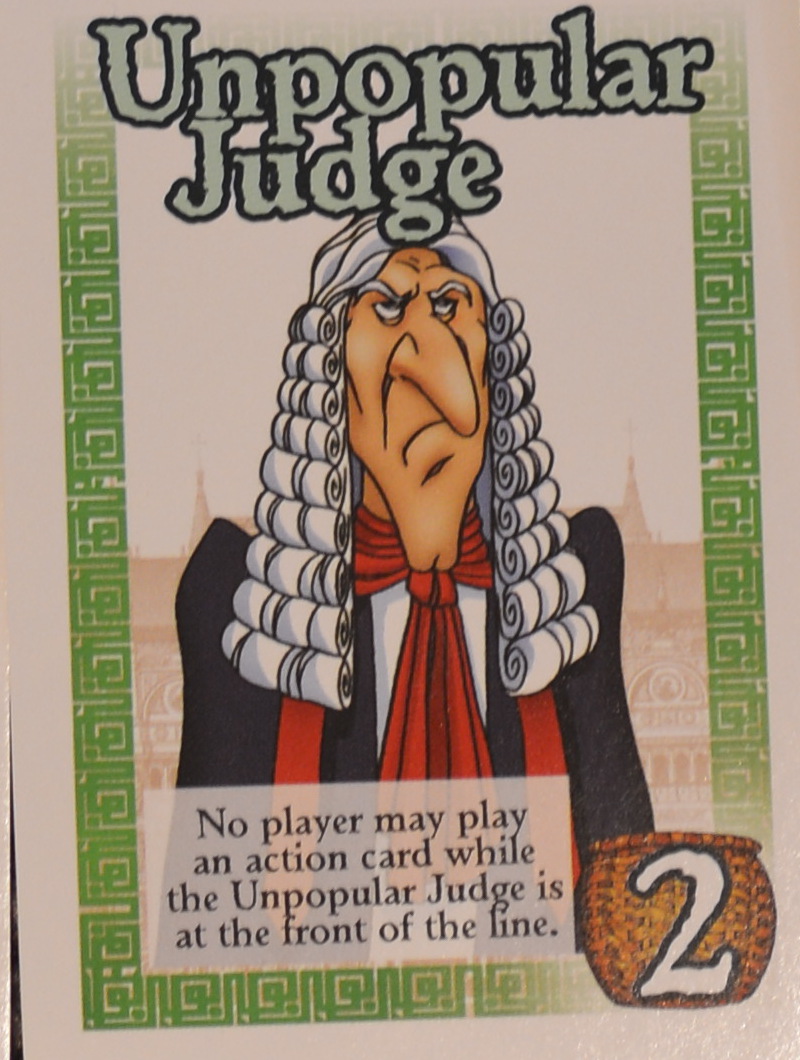 Unpopular
Judge
No player may play
an action card while
the Unpopular Judge is
at the front of the line.
2